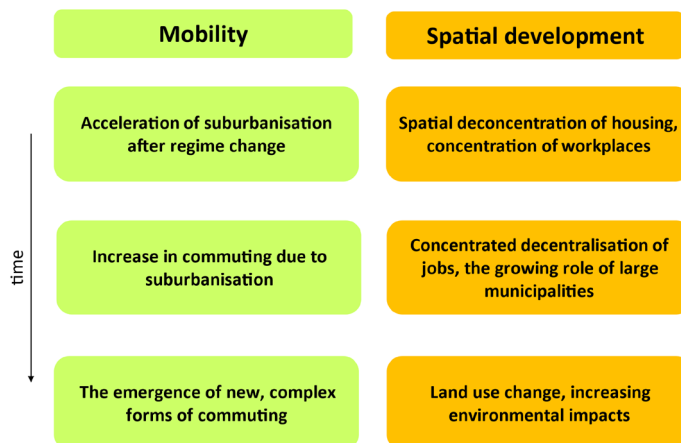 Mobility
Spatial development
Acceleration of suburbanisation
after regime change
Spatial deconcentration of housing,
concentration of workplaces
time
Increase in commuting due to
suburbanisation
Concentrated decentralisation of
jobs, the growing role of large
municipalities
The emergence of new, complex
forms of commuting
Land use change, increasing
environmental impacts